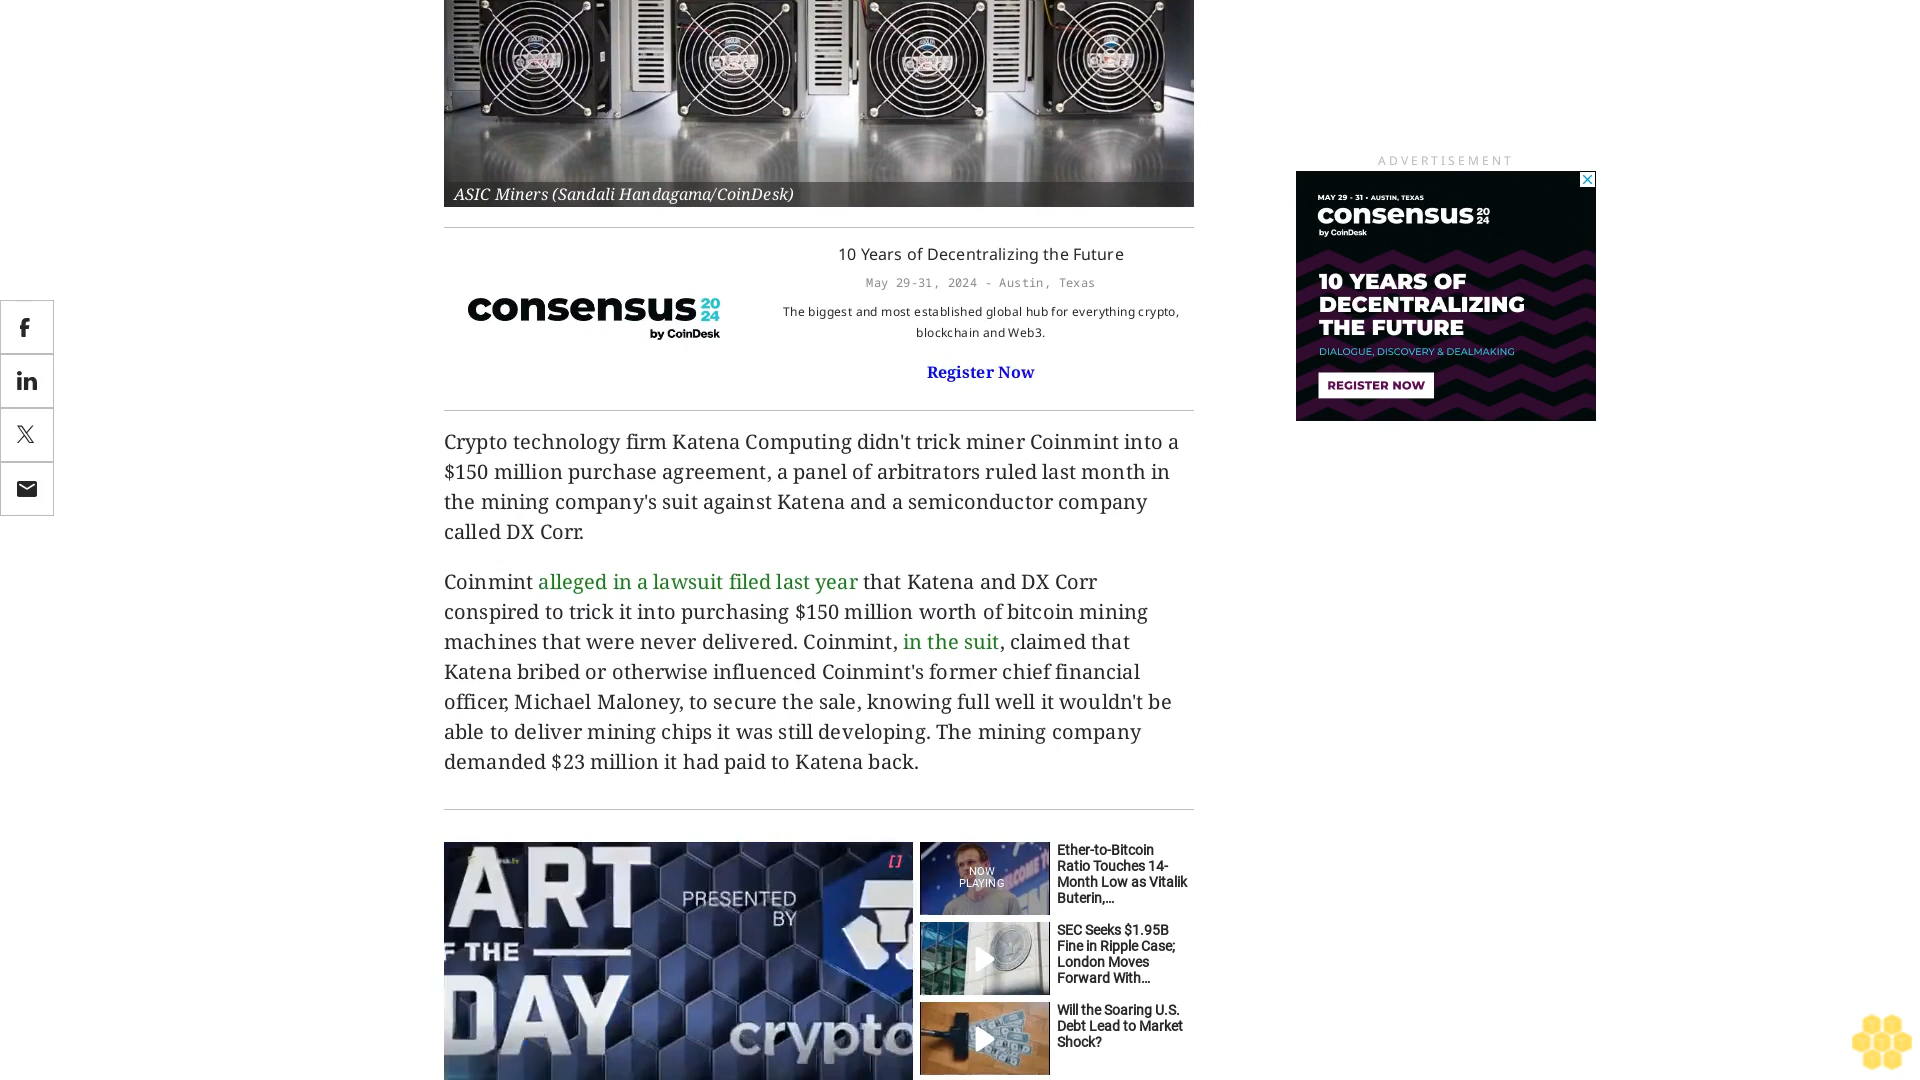 ASIC Miners (Sandali Handagama/CoinDesk)
consensus 20
24
by CoinDesk
10 Years of Decentralizing the Future
May 29-31, 2024 - Austin, Texas
The biggest and most established global hub for everything crypto,
blockchain and Web3.
Register Now
ADVERTISEMENT
MAY 29 - 31 • AUSTIN, TEXAS
consensus 20
24
by CoinDesk
10 YEARS OF
DECENTRALIZING
THE FUTURE
DIALOGUE, DISCOVERY & DEALMAKING
REGISTER NOW
Crypto technology firm Katena Computing didn't trick miner Coinmint into a
$150 million purchase agreement, a panel of arbitrators ruled last month in
the mining company's suit against Katena and a semiconductor company
called DX Corr.
Coinmint alleged in a lawsuit filed last year that Katena and DX Corr
conspired to trick it into purchasing $150 million worth of bitcoin mining
machines that were never delivered. Coinmint, in the suit, claimed that
Katena bribed or otherwise influenced Coinmint's former chief financial
officer, Michael Maloney, to secure the sale, knowing full well it wouldn't be
able to deliver mining chips it was still developing. The mining company
demanded $23 million it had paid to Katena back.
ART
F THE
DAY
PRESENTED
BY
crypto
NOW
PLAYING
Ether-to-Bitcoin
Ratio Touches 14-
Month Low as Vitalik
Buterin,...
SEC Seeks $1.95B
Fine in Ripple Case;
London Moves
Forward With...
Will the Soaring U.S.
Debt Lead to Market
Shock?